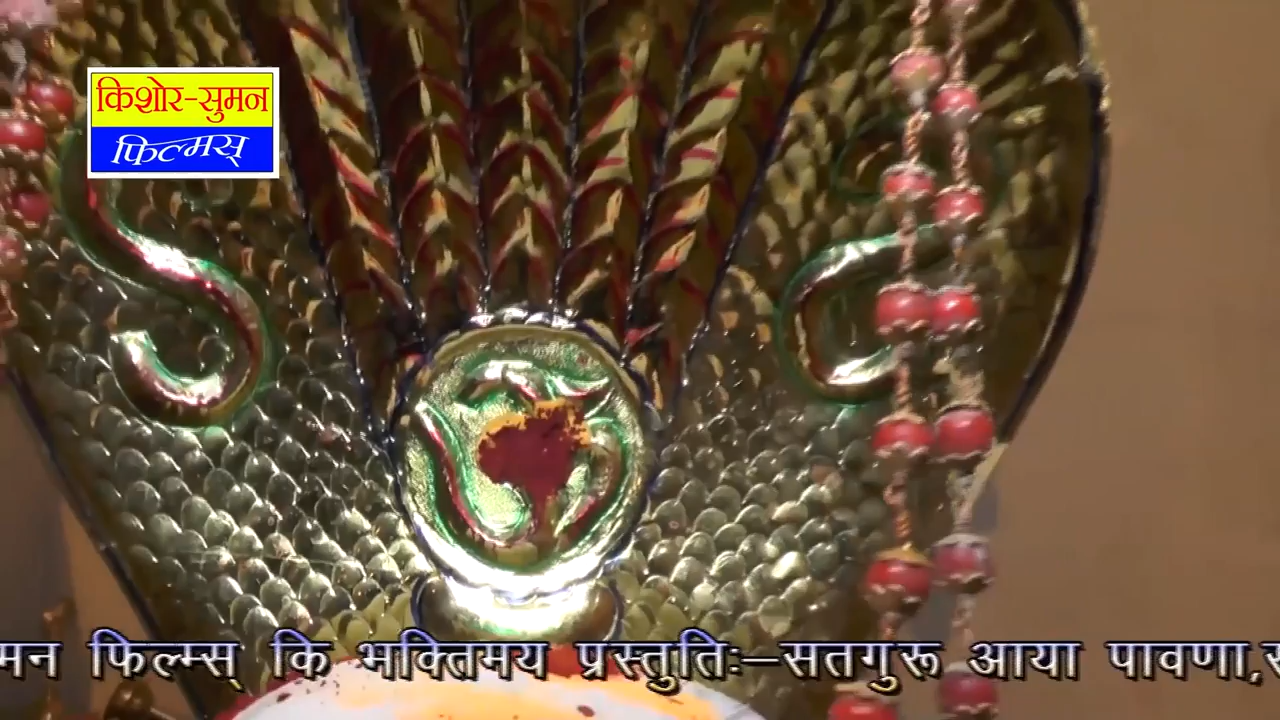 किशोर-सुमन
फिल्मस्
मन फिल्म्स् कि भक्तिमय प्रस्तुतिः–सतगुरू आया पावणा,स